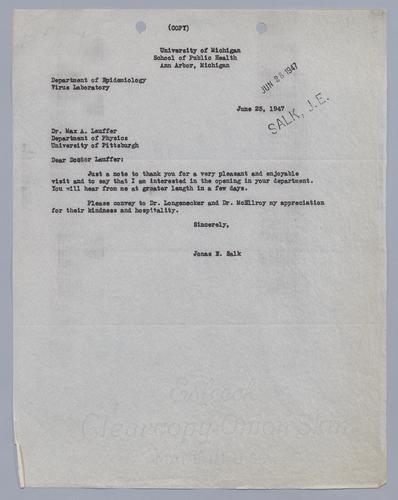 (COPY)
University of Michigan
School of Public Health
Ann Arbor, Michigan
JUN 28 1947
SALK, J. E.
Department of Epidemiology
Virus Laboratory
June 25, 1947
Dr. Max A. Lauffer
Department of Physics
University of Pittsburgh
Dear Doctor Lauffer:
Just a note to thank you for a very pleasant and enjoyable
visit and to say that I am interested in the opening in your department.
You will hear from me at greater length in a few days.
Please convey to Dr. Longenecker and Dr. McEllroy my appreciation
for their kindness and hospitality.
Sincerely,
Jonas E. Salk
Clearcopy Onion Skin